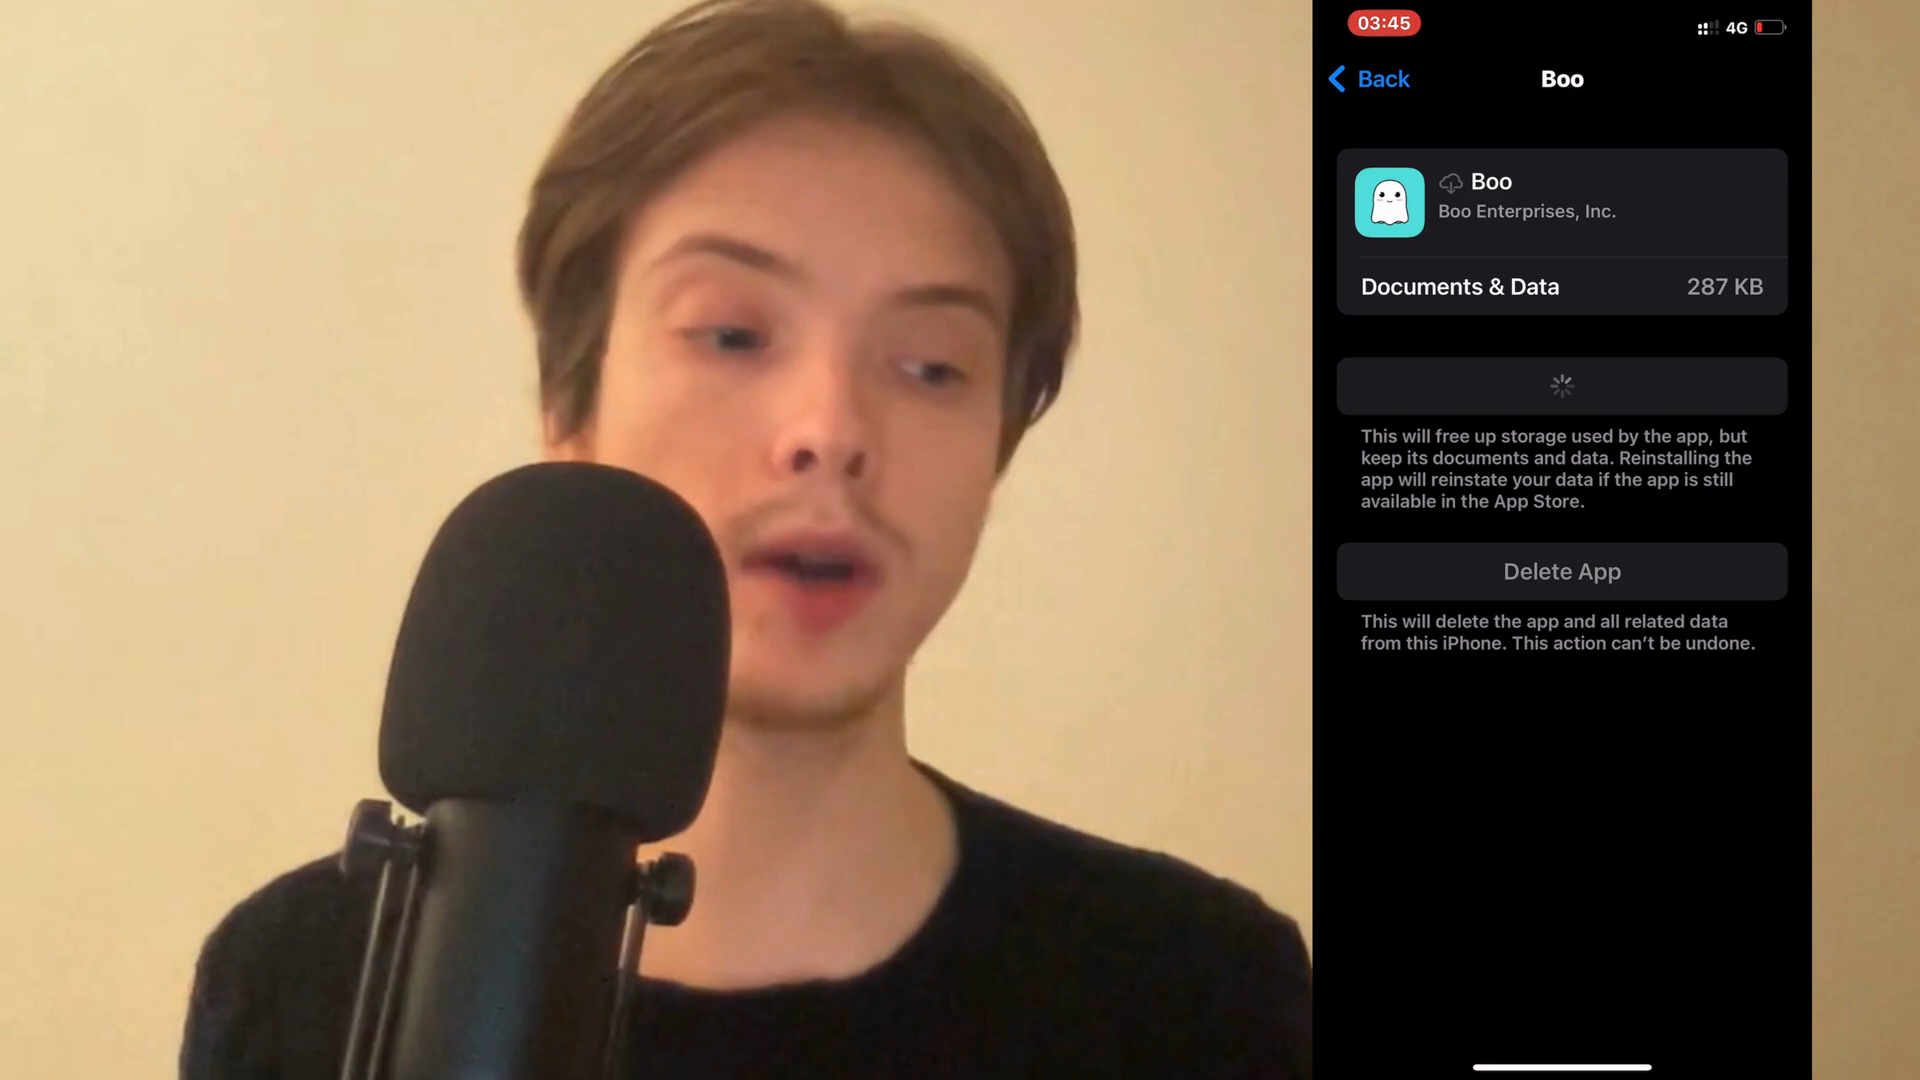 03:45
4G
Back
Boo
Boo
Boo Enterprises, Inc.
Documents & Data
287 KB
This will free up storage used by the app, but
keep its documents and data. Reinstalling the
app will reinstate your data if the app is still
available in the App Store.
Delete App
This will delete the app and all related data
from this iPhone. This action can’t be undone.